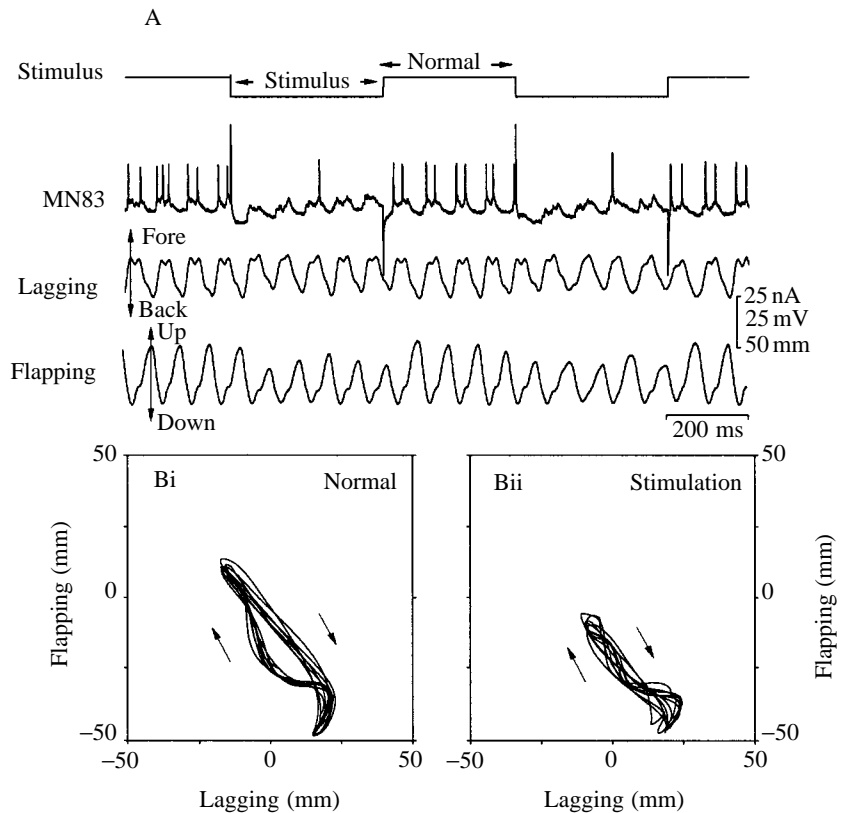 A
Stimulus
Stimulus
Normal
MN83
Fore
Lagging
Back
25 nA
25 mV
50 mm
Up
Flapping
Down
200 ms
Bi
Normal
50
0
−50
Flapping (mm)
−50
0
50
Lagging (mm)
Bii
Stimulation
50
0
−50
Flapping (mm)
−50
0
50
Lagging (mm)